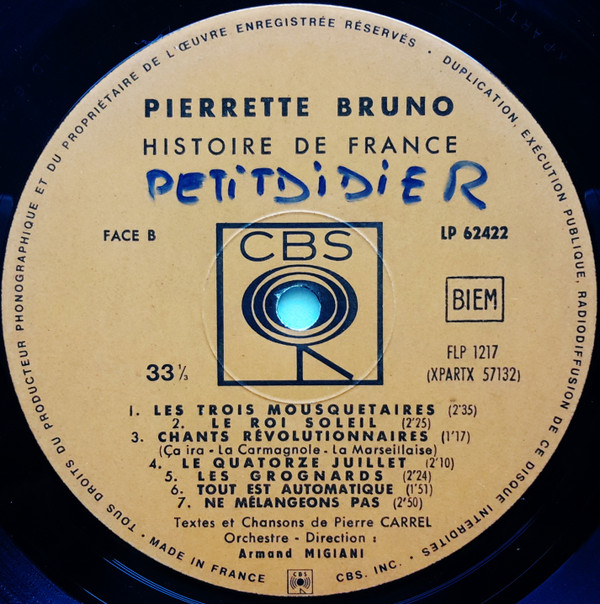 TOUS DROITS DU PRODUCTEUR PHONOGRAPHIQUE ET DU PROPRIÉTAIRE DE L'ŒUVRE ENREGISTRÉE RÉSERVÉS • DUPLICATION, EXÉCUTION PUBLIQUE, RADIODIFFUSION DE CE DISQUE INTERDITES •
PIERRETTE BRUNO
HISTOIRE DE FRANCE
PETITDIDIER
FACE B
LP 62422
CBS
BIEM
33 1/3
FLP 1217
(XPARTX 57132)
1. LES TROIS MOUSQUETAIRES (2'35)
2. LE ROI SOLEIL (2'25)
3. CHANTS RÉVOLUTIONNAIRES (1'17)
(Ça ira - La Carmagnole - La Marseillaise)
4. LE QUATORZE JUILLET (2'10)
5. LES GROGNARDS (2'24)
6. TOUT EST AUTOMATIQUE (1'51)
7. NE MÉLANGEONS PAS (2'50)
Textes et Chansons de Pierre CARREL
Orchestre - Direction :
Armand MIGIANI
• MADE IN FRANCE
CBS
CBS. INC. •